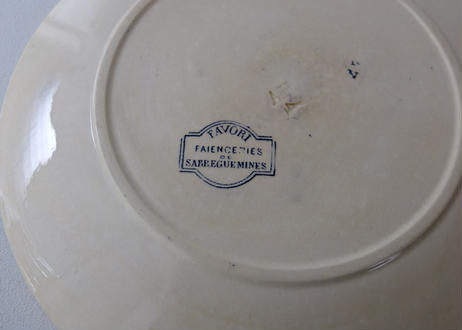 FAVORI
FAIENCERIES
DE
SARREGUEMINES